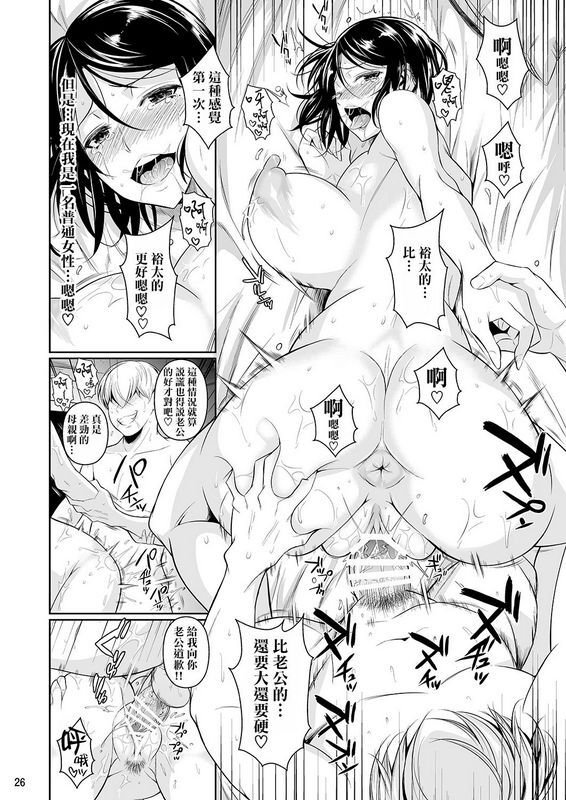 啊
嗯嗯♡
嗯呼♡
裕太的…
比…
啊♡
啊
嗯嗯♡
比老公的…
還要大還要硬♡
這種感覺
第一次…
但是…現在我是一名普通女性…嗯嗯♡
裕太的
更好嗯嗯♡
這種情況就算
說謊也得說老公
的好才對吧♡
真是
差勁的
母親啊…
給我向你
老公道歉!!
26